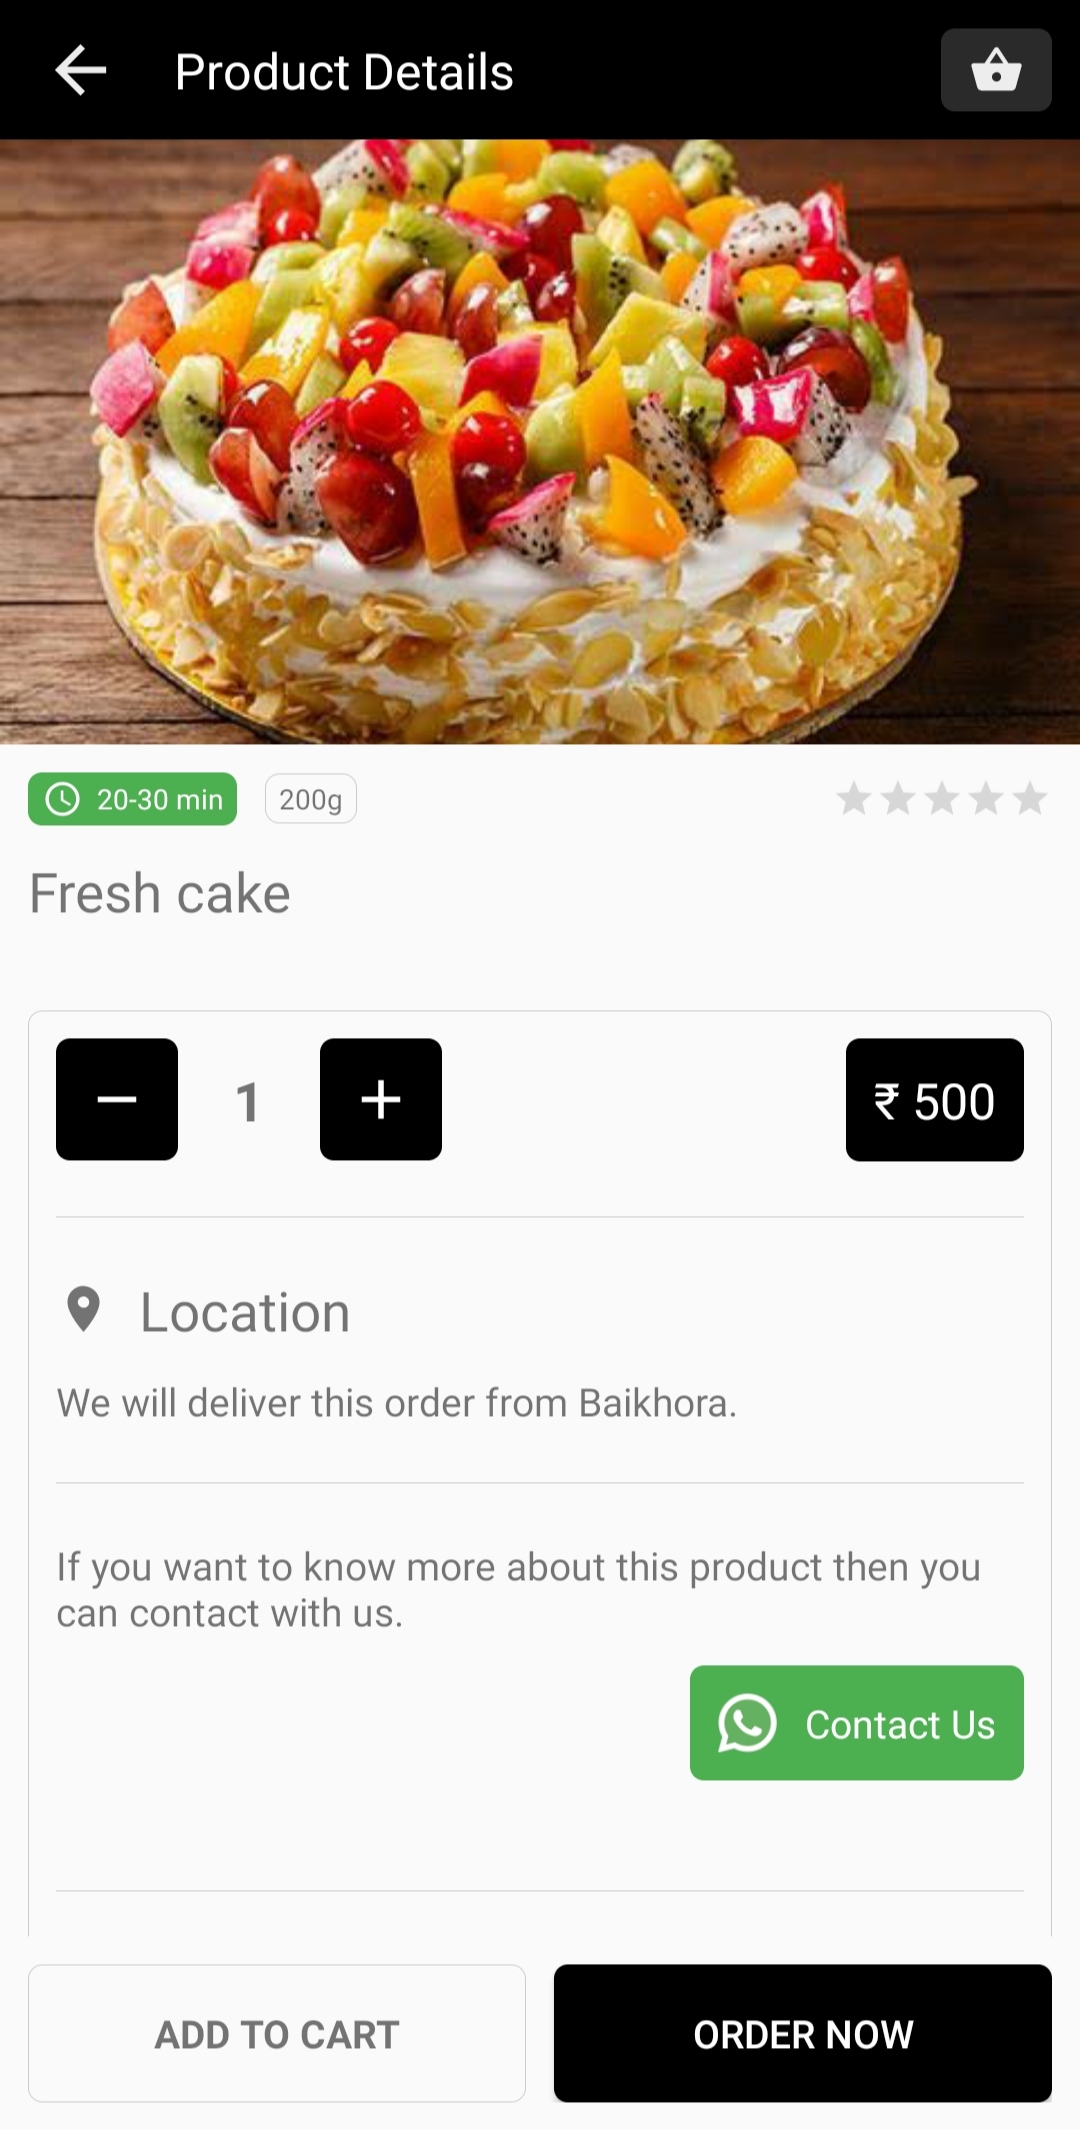 Product Details
20-30 min
200g
Fresh cake
1
₹ 500
Location
We will deliver this order from Baikhora.
If you want to know more about this product then you
can contact with us.
Contact Us
ADD TO CART
ORDER NOW